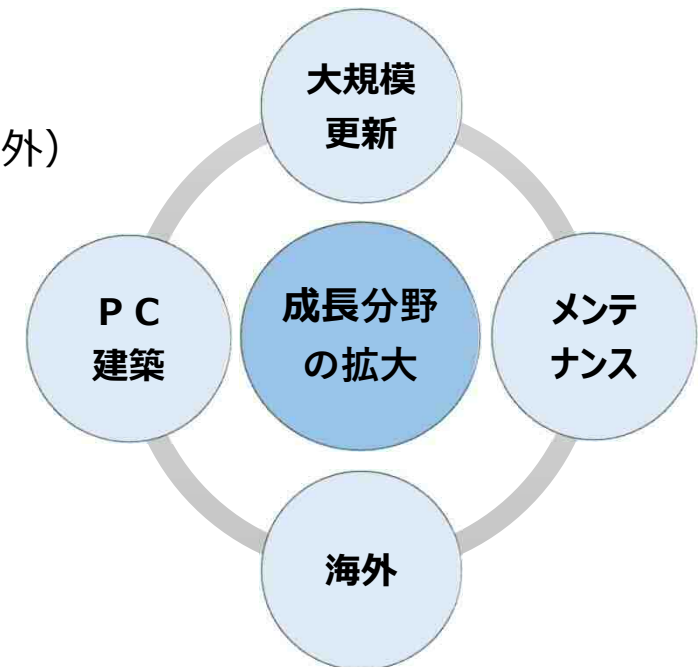 大規模
更新
外）
ＰＣ
建築
成長分野
の拡大
メンテ
ナンス
海外